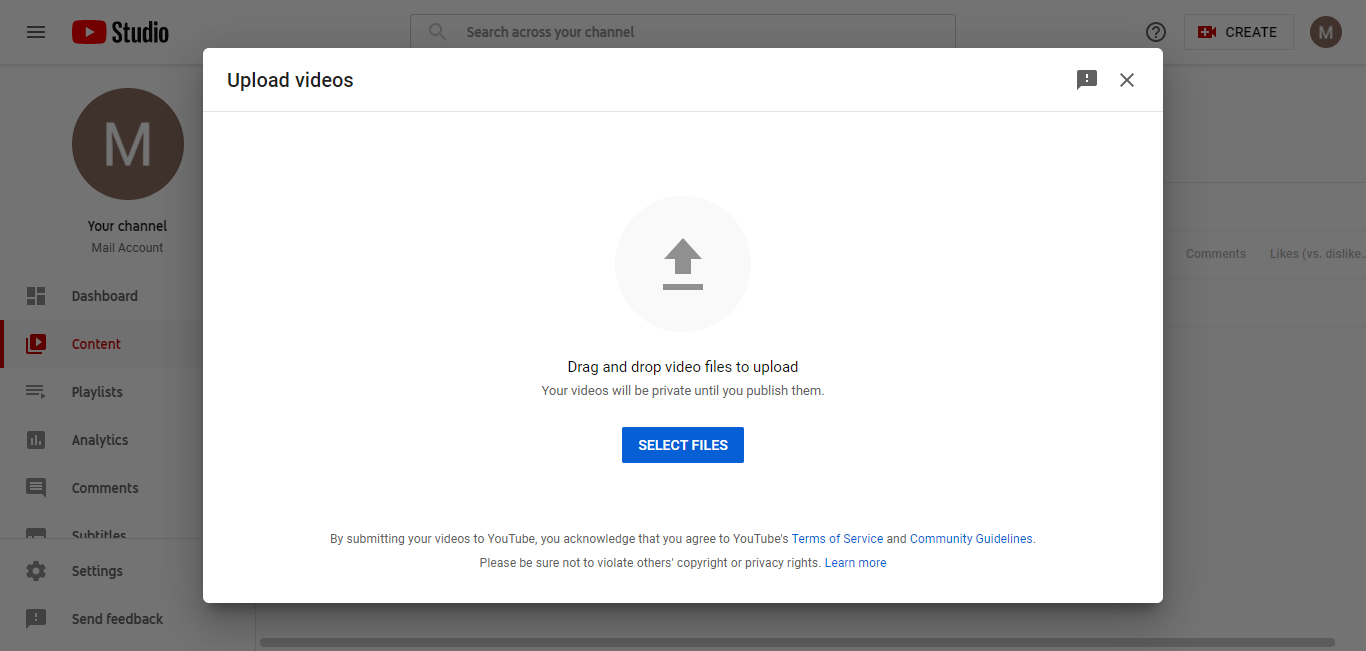 Studio
Search across your channel
CREATE
M
Upload videos
M
Your channel
Mail Account
Dashboard
Content
Playlists
Analytics
Comments
Subtitles
Settings
Send feedback
Comments
Likes (vs. dislike...
Drag and drop video files to upload
Your videos will be private until you publish them.
SELECT FILES
By submitting your videos to YouTube, you acknowledge that you agree to YouTube's Terms of Service and Community Guidelines.
Please be sure not to violate others' copyright or privacy rights. Learn more